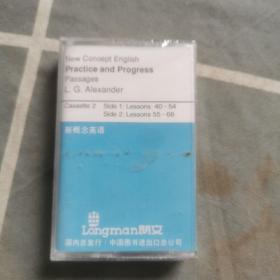 New Concept English
Practice and Progress
Passages
L. G. Alexander
Cassette 2 Side 1: Lessons 40-54
Side 2: Lessons 55-68
新概念英语
Longman朗文
国内总发行:中国图书进出口总公司